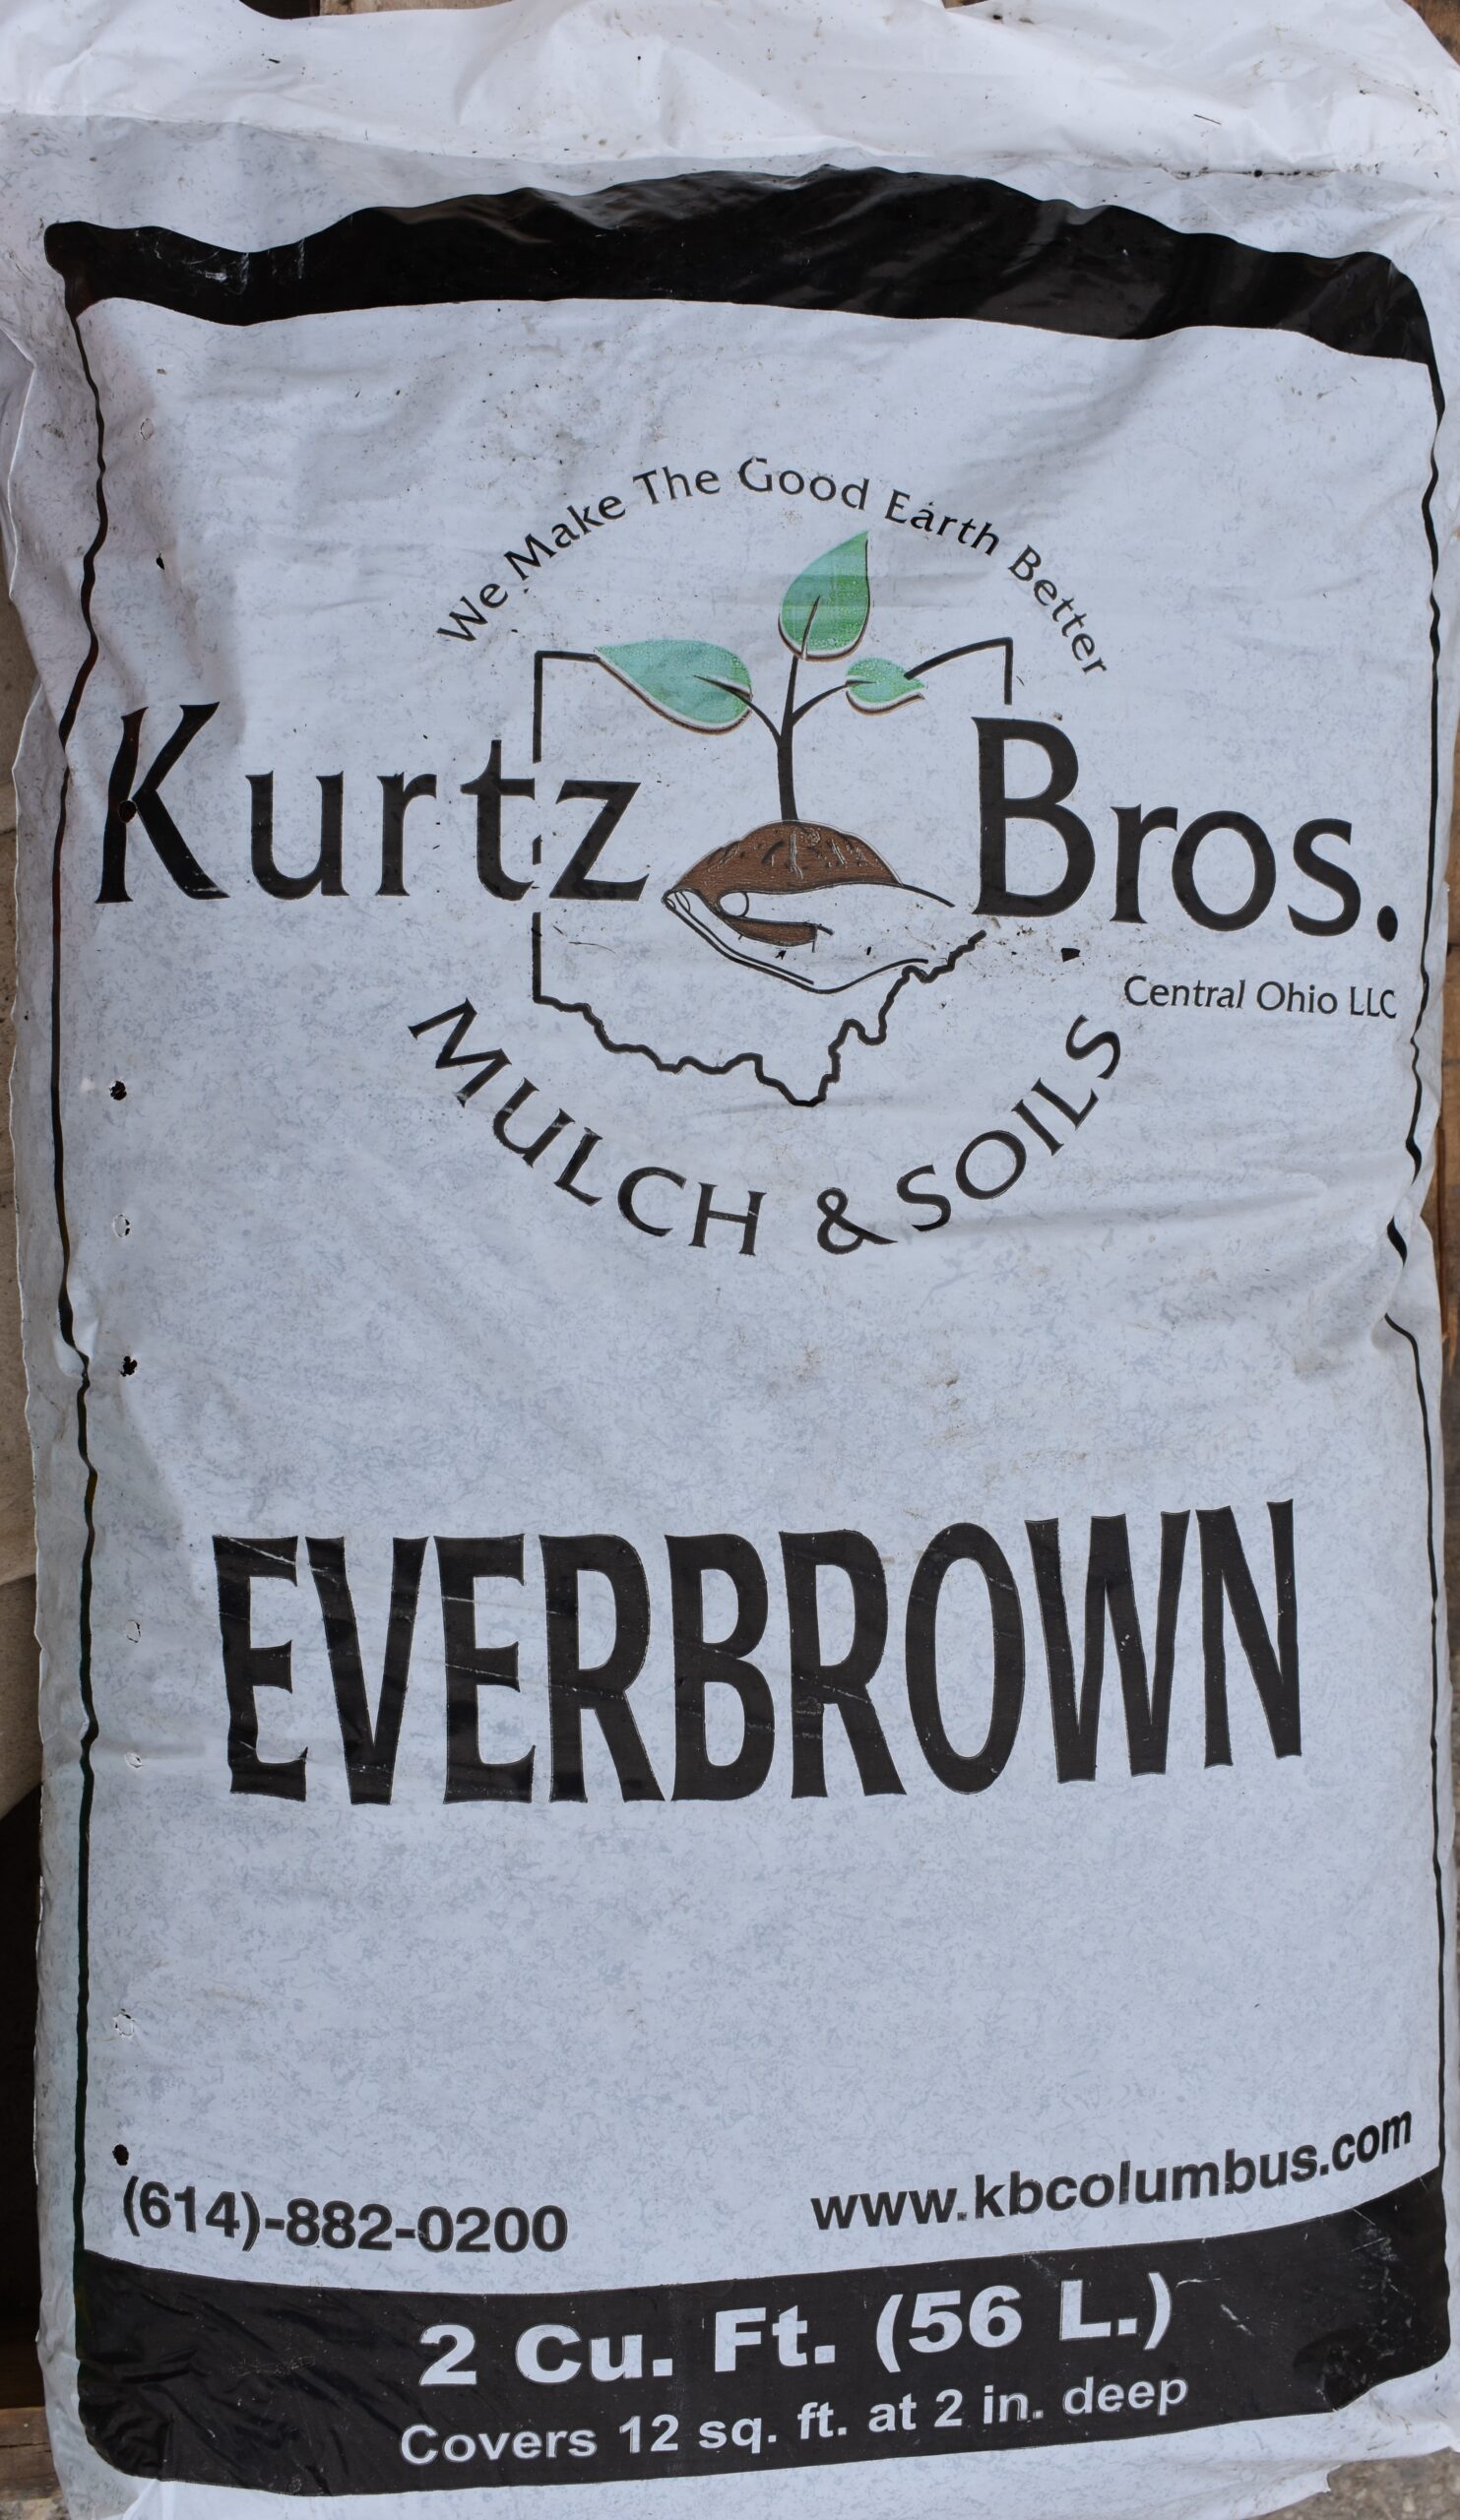 We Make The Good Earth Better
Kurtz Bros.
Central Ohio LLC
MULCH & SOILS
EVERBROWN
(614)-882-0200
www.kbcolumbus.com
2 Cu. Ft. (56 L.)
Covers 12 sq. ft. at 2 in. deep